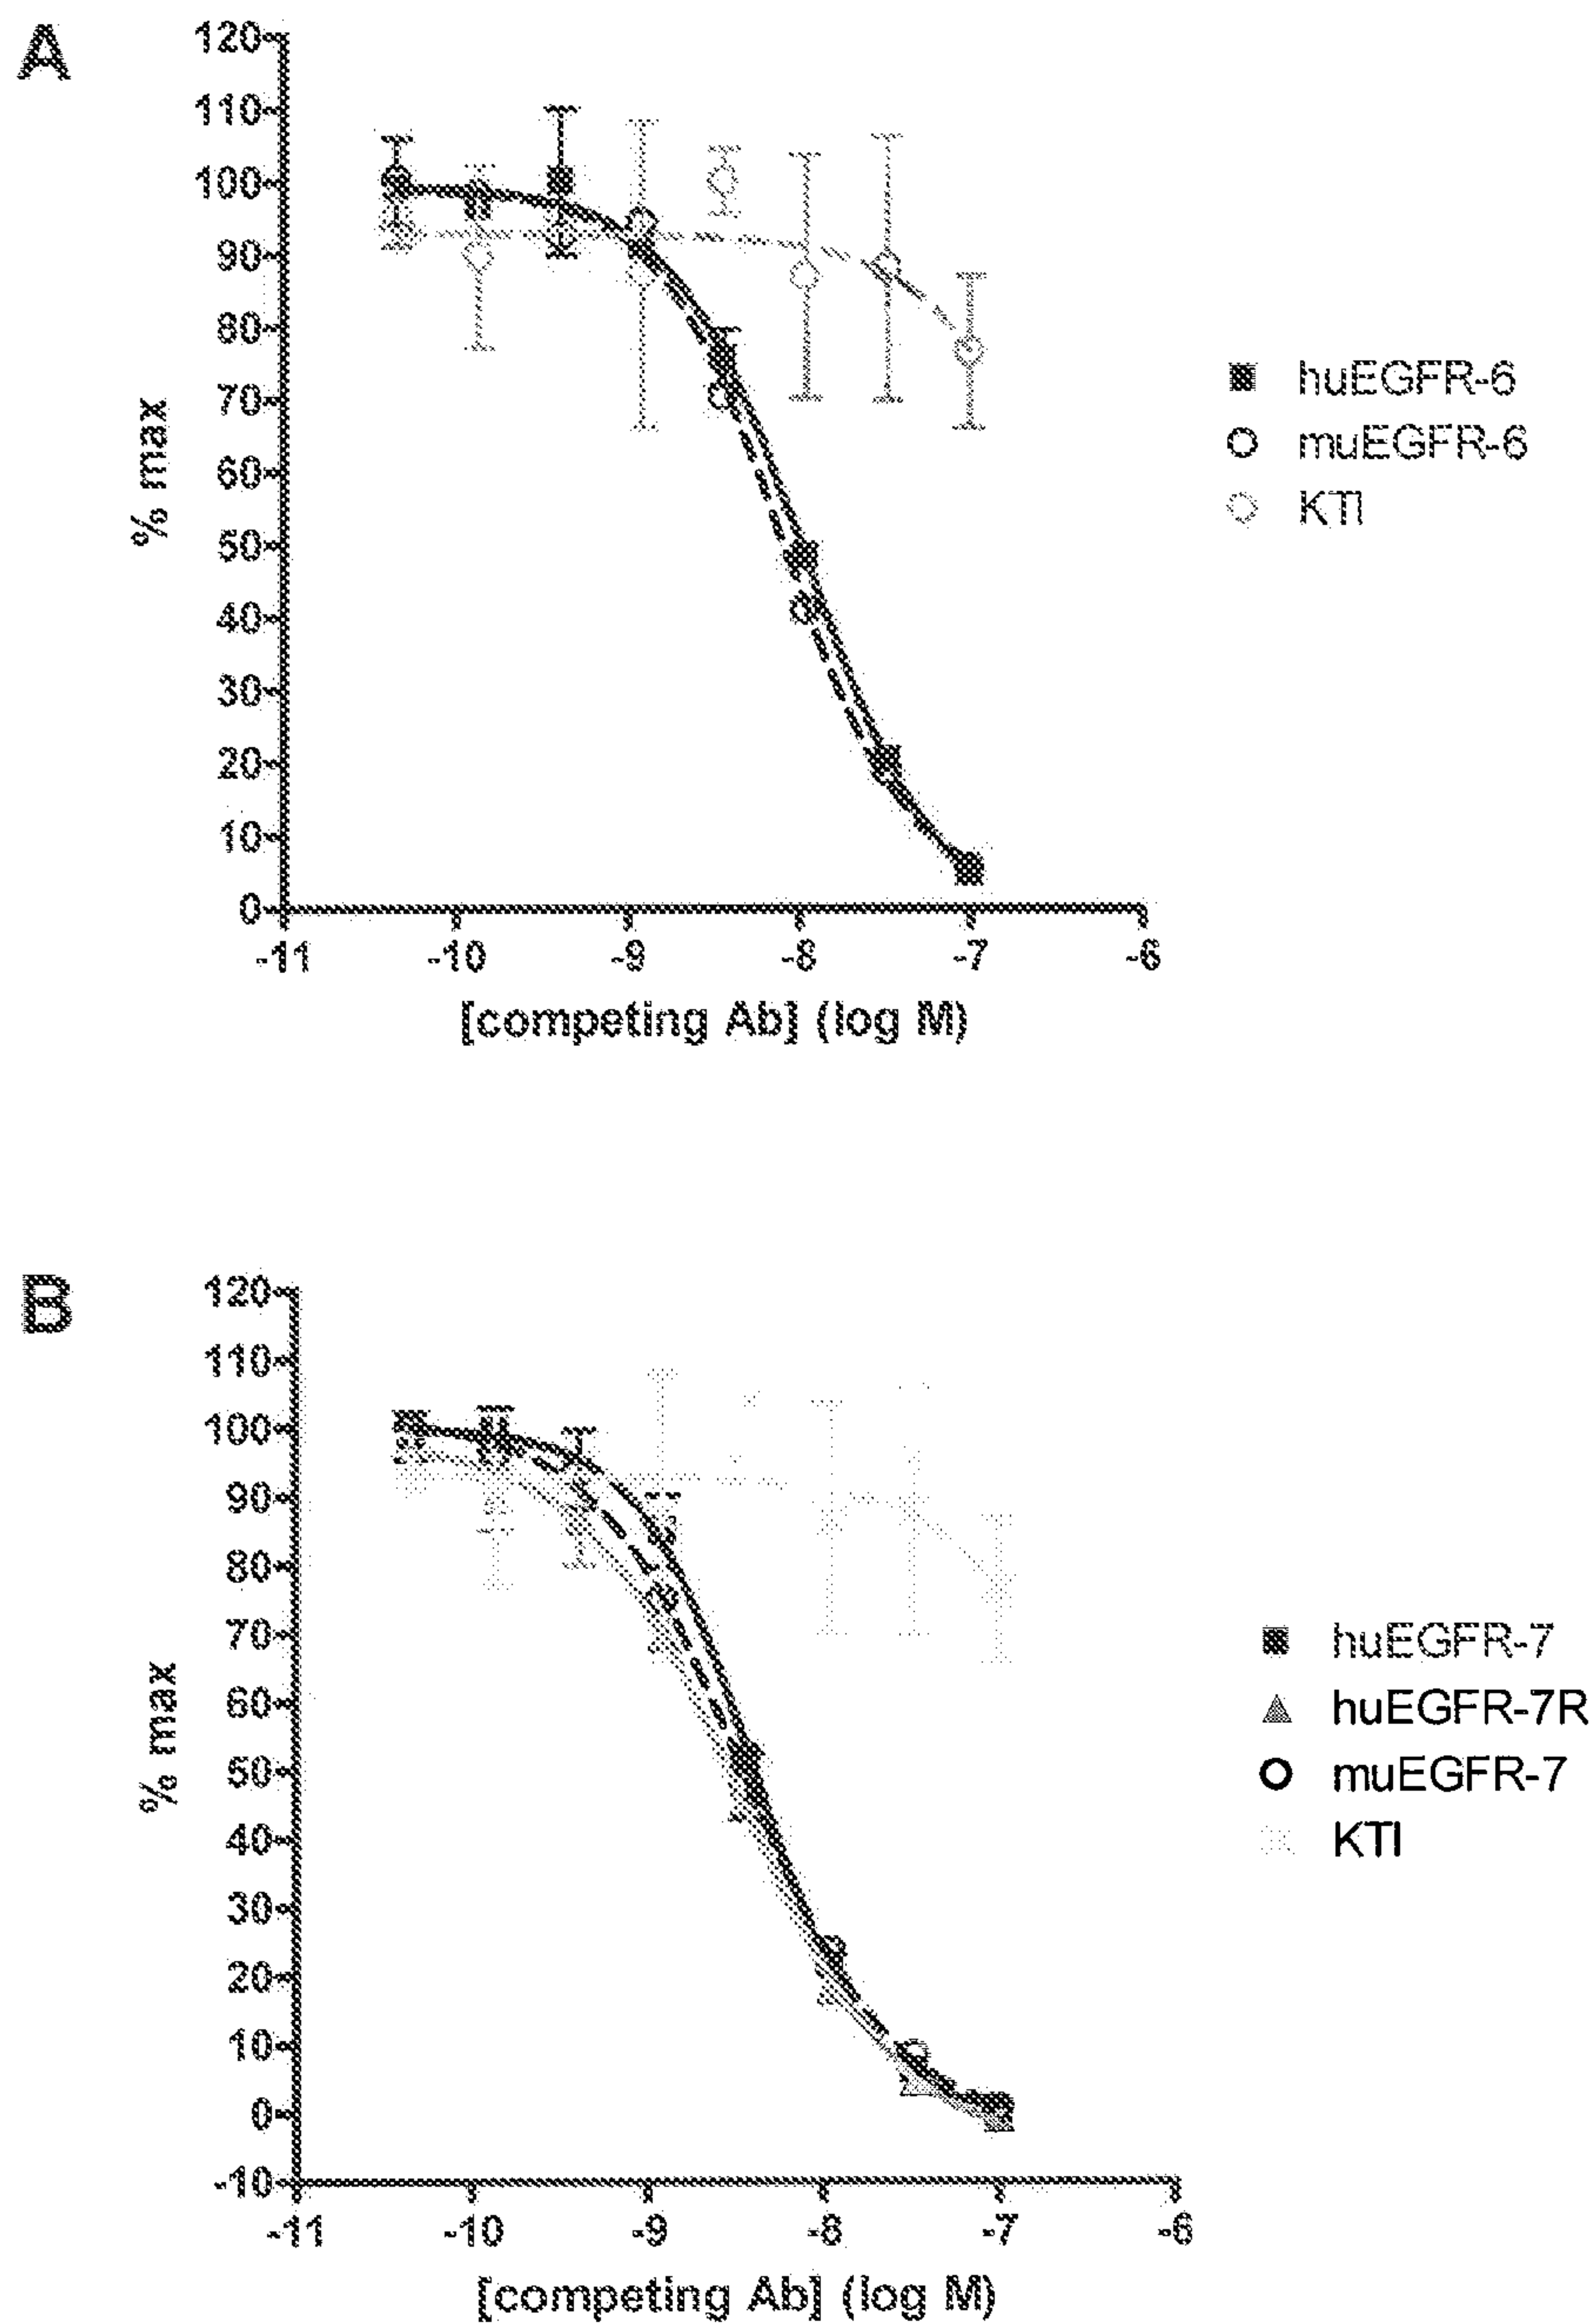 A
120
110
100
90
80
70
60
50
40
30
20
10
0
% max
-11 -10 -9 -8 -7 -6
[competing Ab] (log M)
huEGFR-6
muEGFR-6
KTI
B
120
110
100
90
80
70
60
50
40
30
20
10
0
-10
% max
-11 -10 -9 -8 -7 -6
[competing Ab] (log M)
huEGFR-7
huEGFR-7R
muEGFR-7
KTI